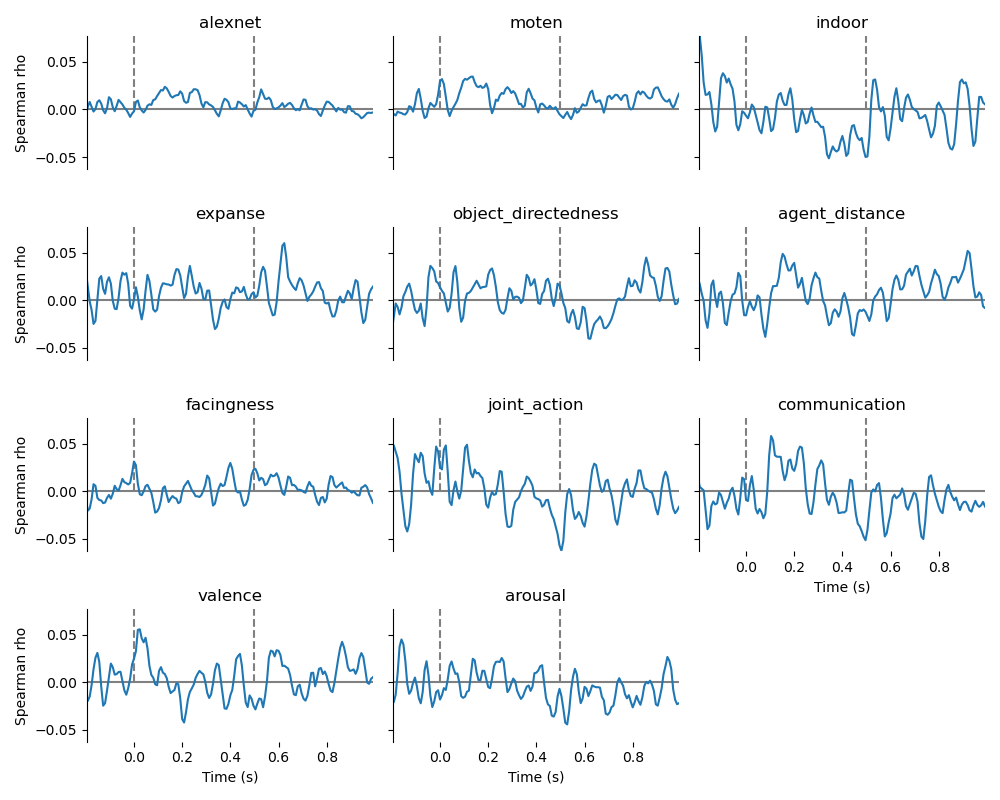 alexnet moten indoor
Spearman rho
0.05
0.00
−0.05
expanse object_directedness agent_distance
Spearman rho
0.05
0.00
−0.05
facingness joint_action communication
Spearman rho
0.05
0.00
−0.05
0.0 0.2 0.4 0.6 0.8
Time (s)
valence arousal
Spearman rho
0.05
0.00
−0.05
0.0 0.2 0.4 0.6 0.8 0.0 0.2 0.4 0.6 0.8
Time (s) Time (s)